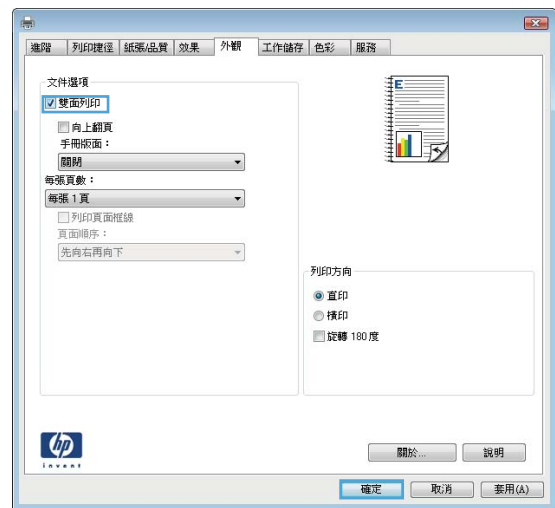 進階 列印捷徑 紙張/品質 效果 外觀 工作儲存 色彩 服務
文件選項
雙面列印
向上翻頁
手冊版面：
關閉
每張頁數：
每張 1 頁
列印頁面框線
頁面順序：
先向右再向下
E
列印方向
直印
橫印
旋轉 180 度
hp
invent
關於...
說明
確定
取消
套用(A)